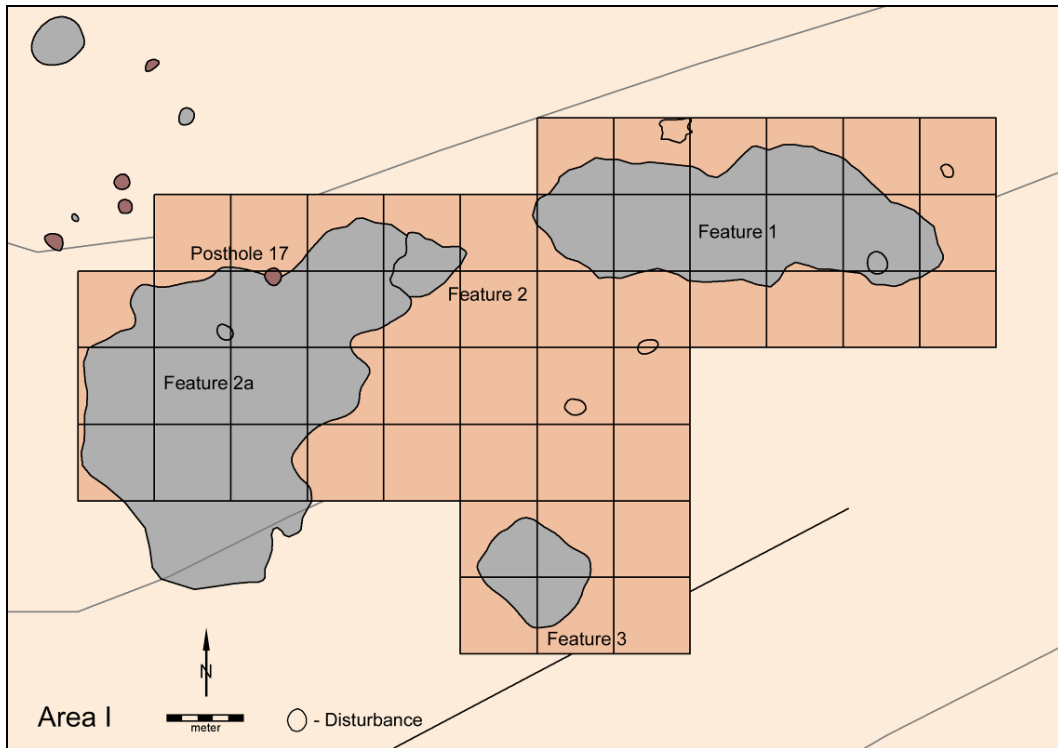 Feature 1
Posthole 17
Feature 2
Feature 2a
Feature 3
N
Area I
meter
- Disturbance